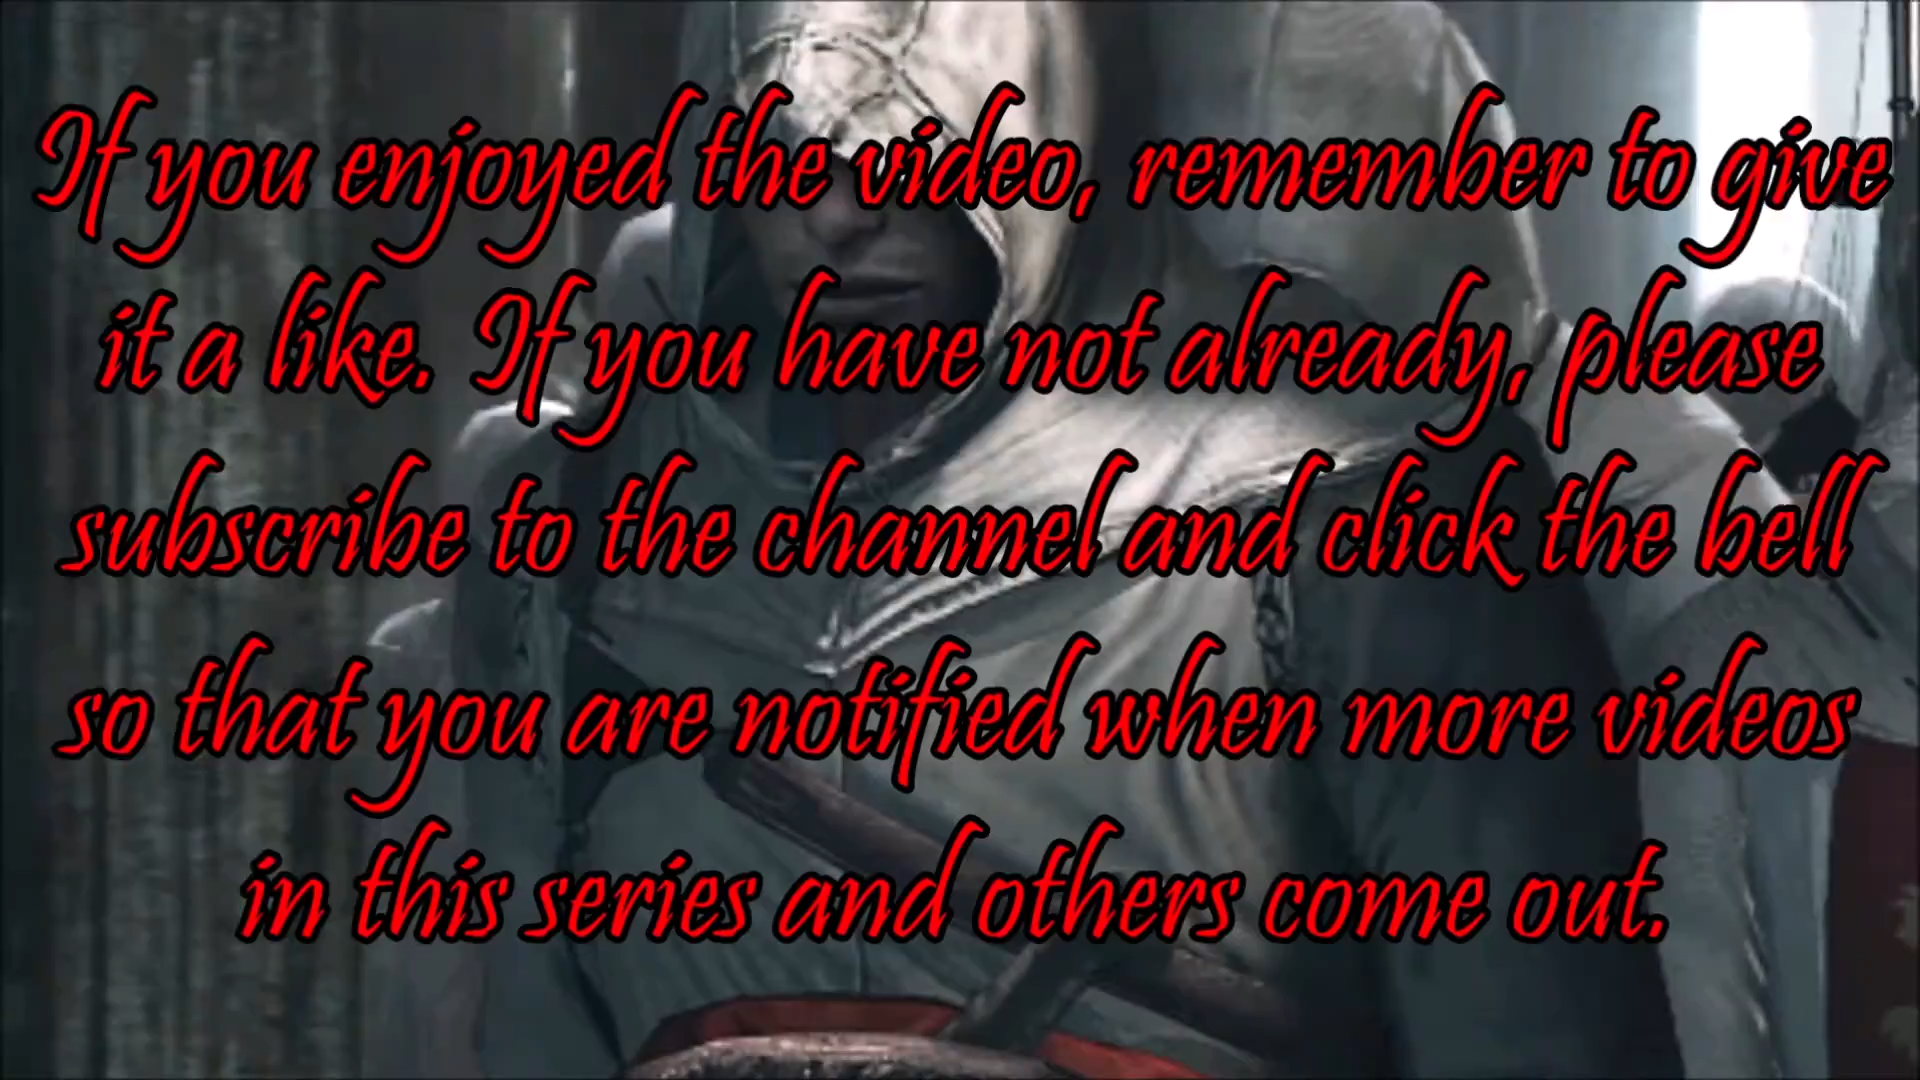 If you enjoyed the video, remember to give
it a like. If you have not already, please
subscribe to the channel and click the bell
so that you are notified when more videos
in this series and others come out.